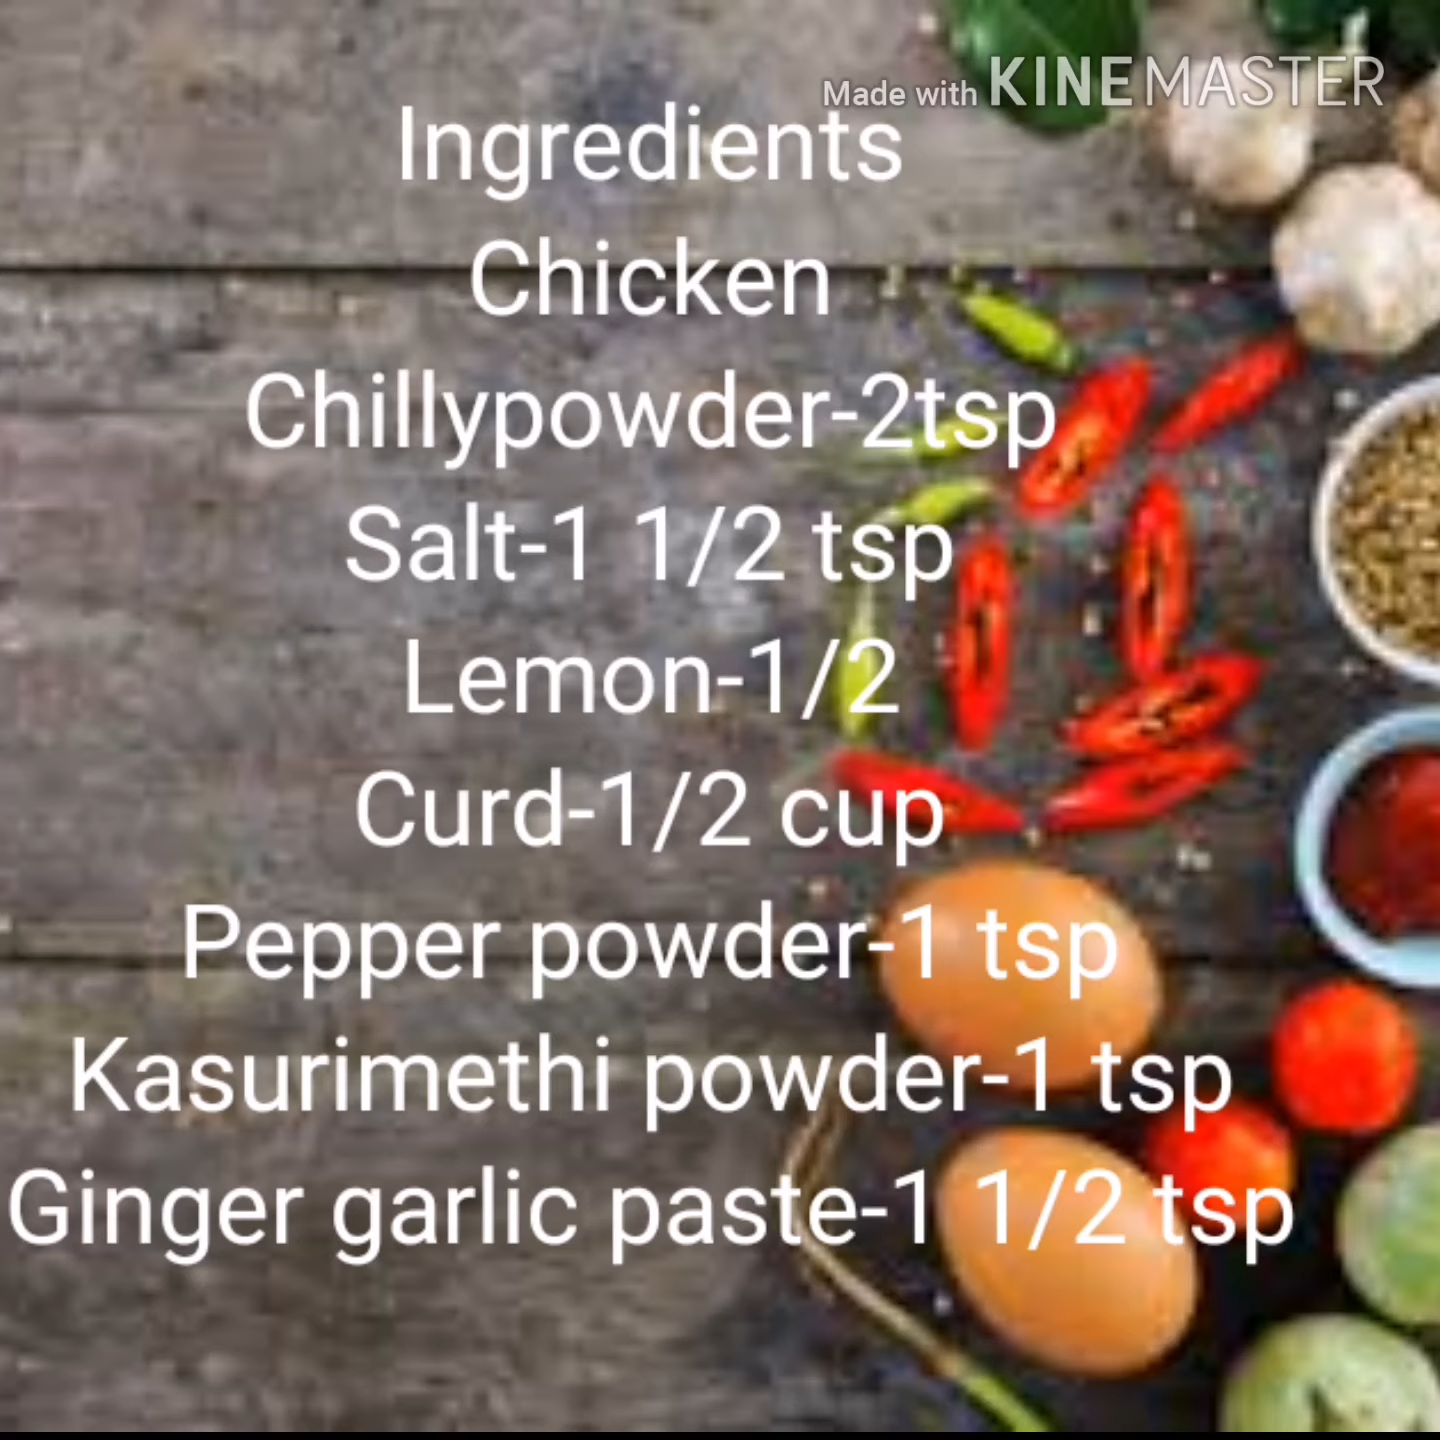 Made with KINEMASTER
Ingredients
Chicken
Chillypowder-2tsp
Salt-1 1/2 tsp
Lemon-1/2
Curd-1/2 cup
Pepper powder-1 tsp
Kasurimethi powder-1 tsp
Ginger garlic paste-1 1/2 tsp